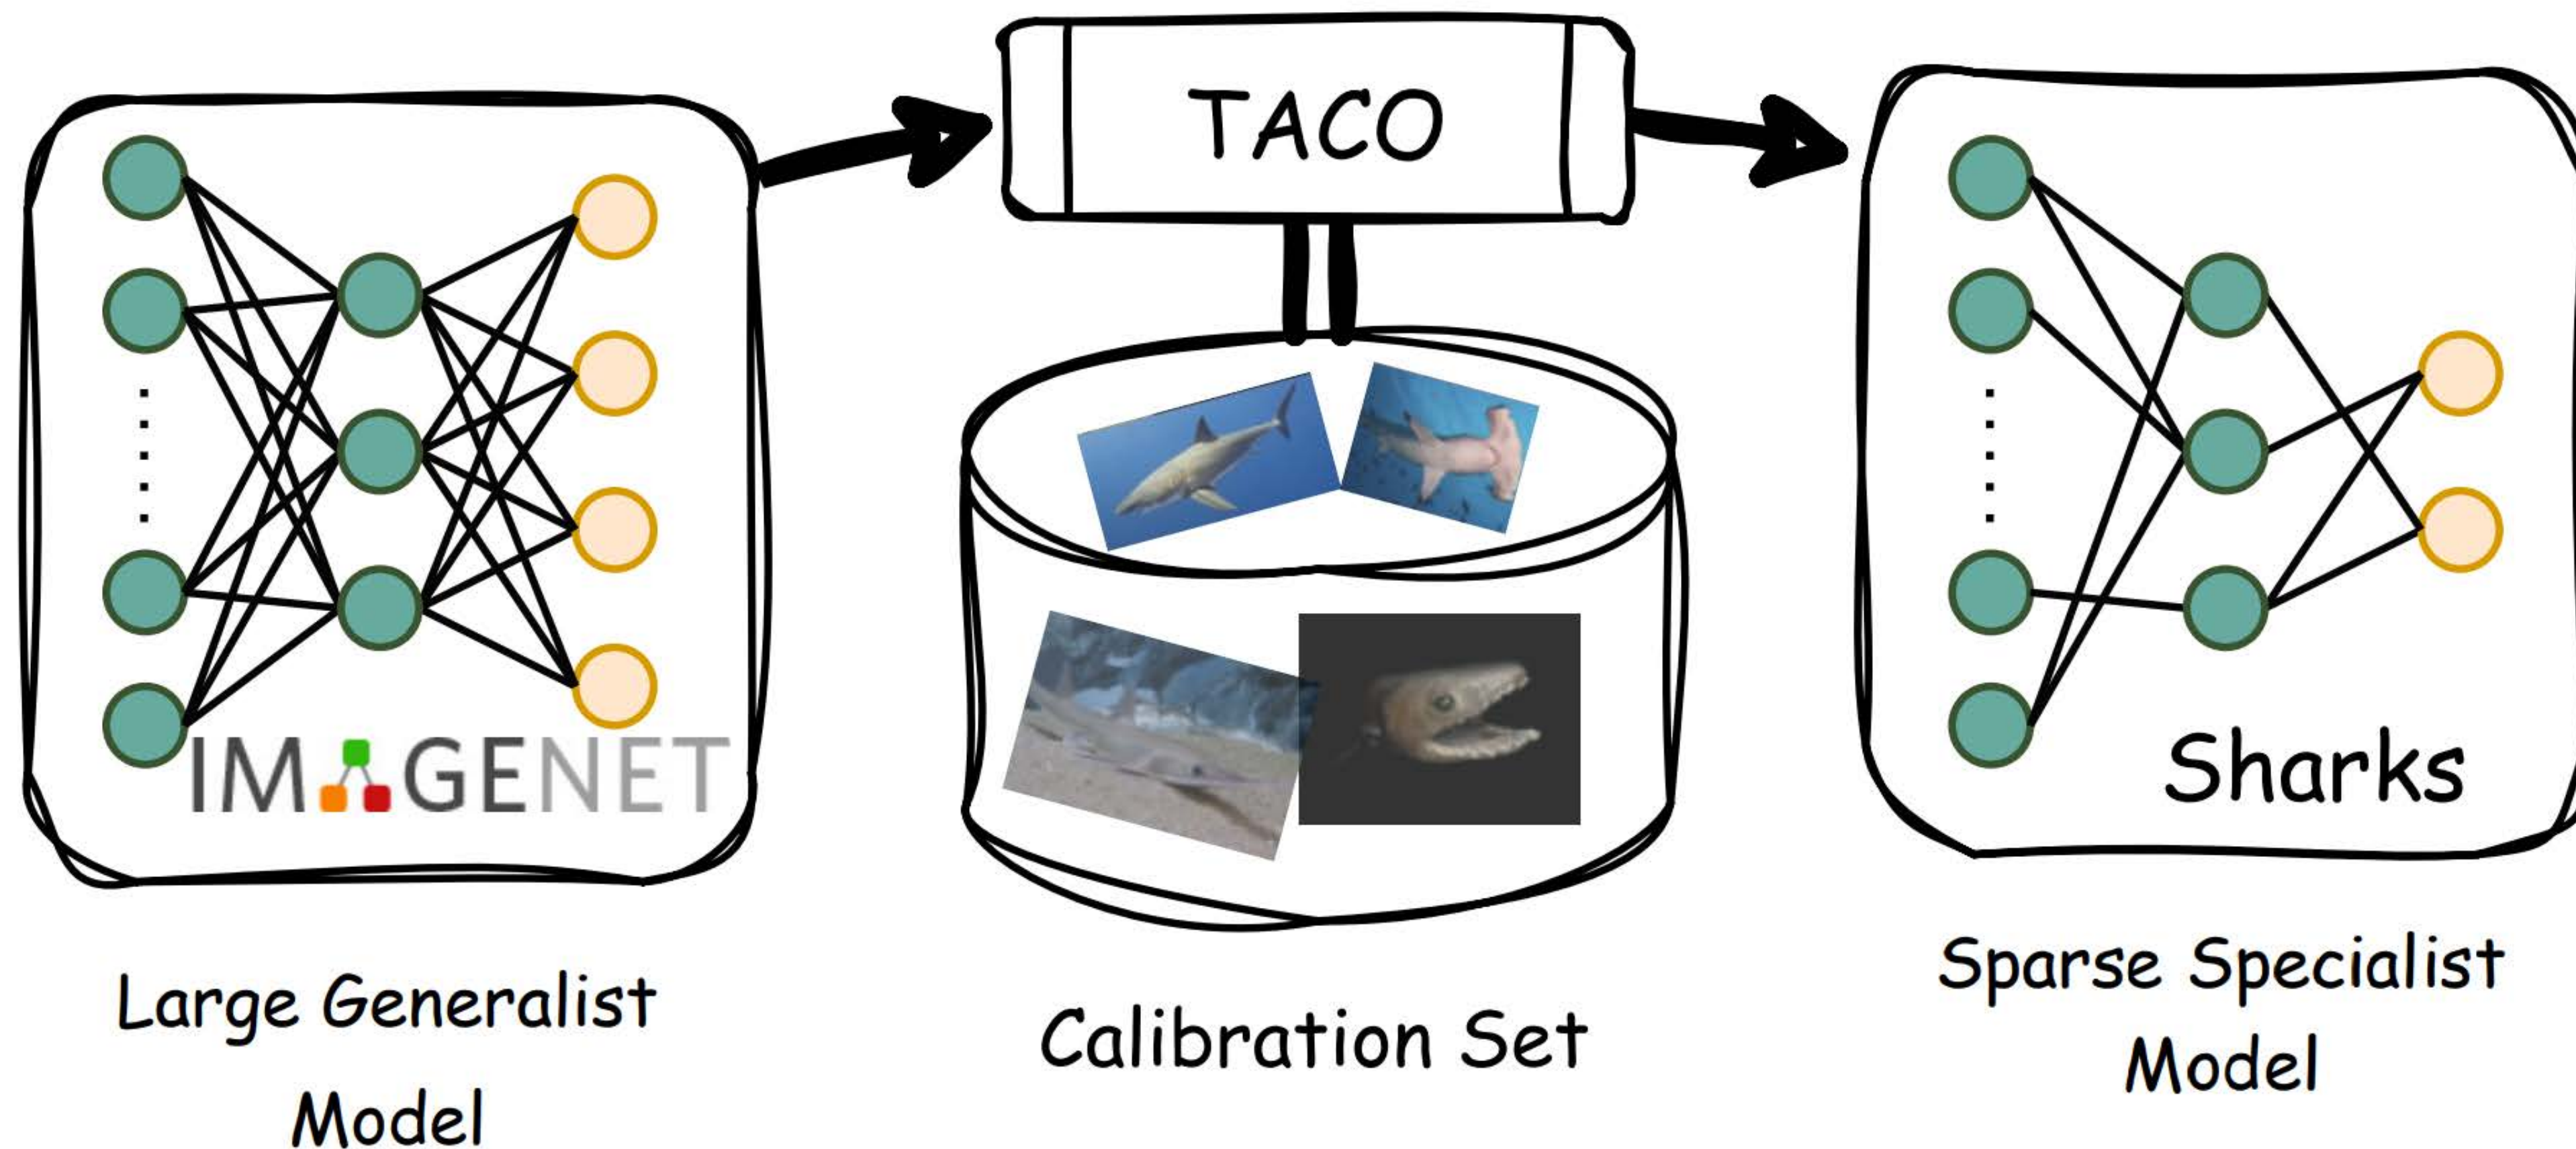 TACO
IMAGENET
Sharks
Large Generalist
Model
Calibration Set
Sparse Specialist
Model